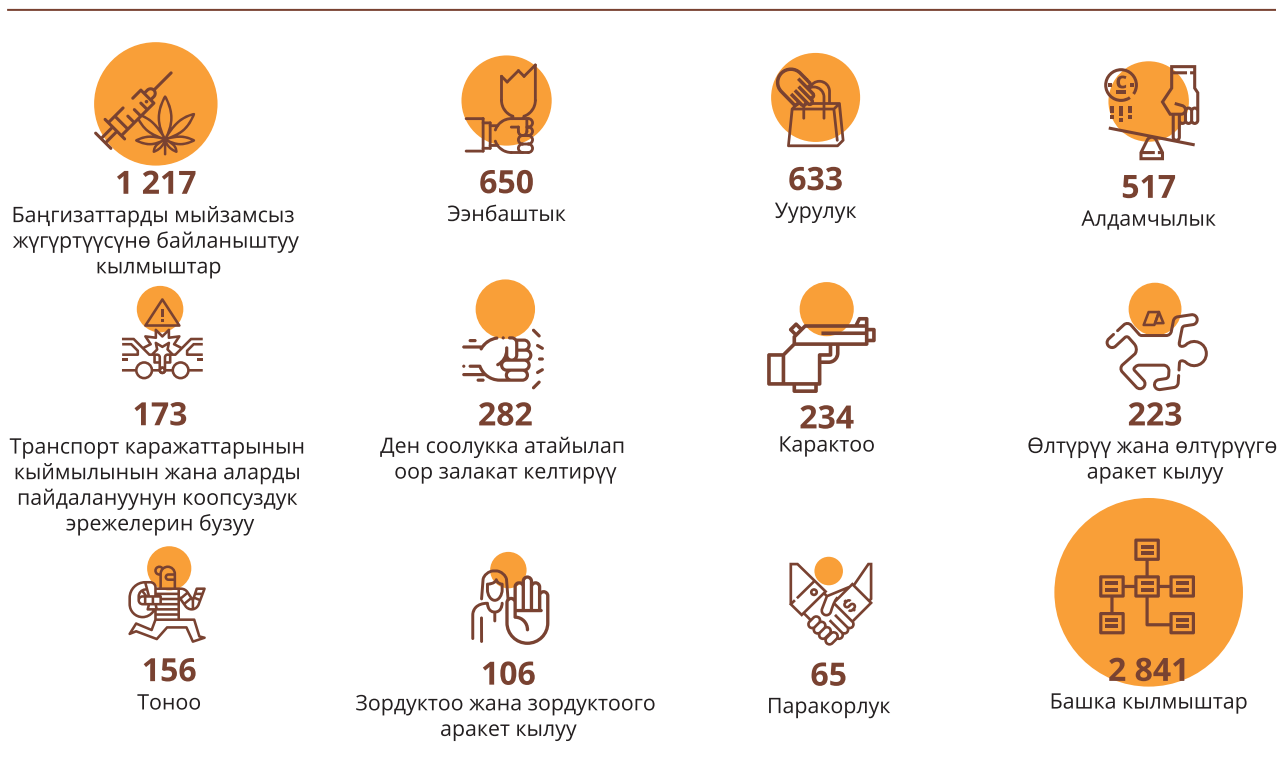 1 217
Баңгизаттарды мыйзамсыз
жүгүртүүсүнө байланыштуу
кылмыштар
650
Ээнбаштык
633
Уурулук
517
Алдамчылык
173
Транспорт каражаттарынын
кыймылынын жана аларды
пайдалануунун коопсуздук
эрежелерин бузуу
282
Ден соолукка атайылап
оор залакат келтирүү
234
Карактоо
223
Өлтүрүү жана өлтүрүүгө
аракет кылуу
156
Тоноо
106
Зордуктоо жана зордуктоого
аракет кылуу
65
Паракорлук
2 841
Башка кылмыштар